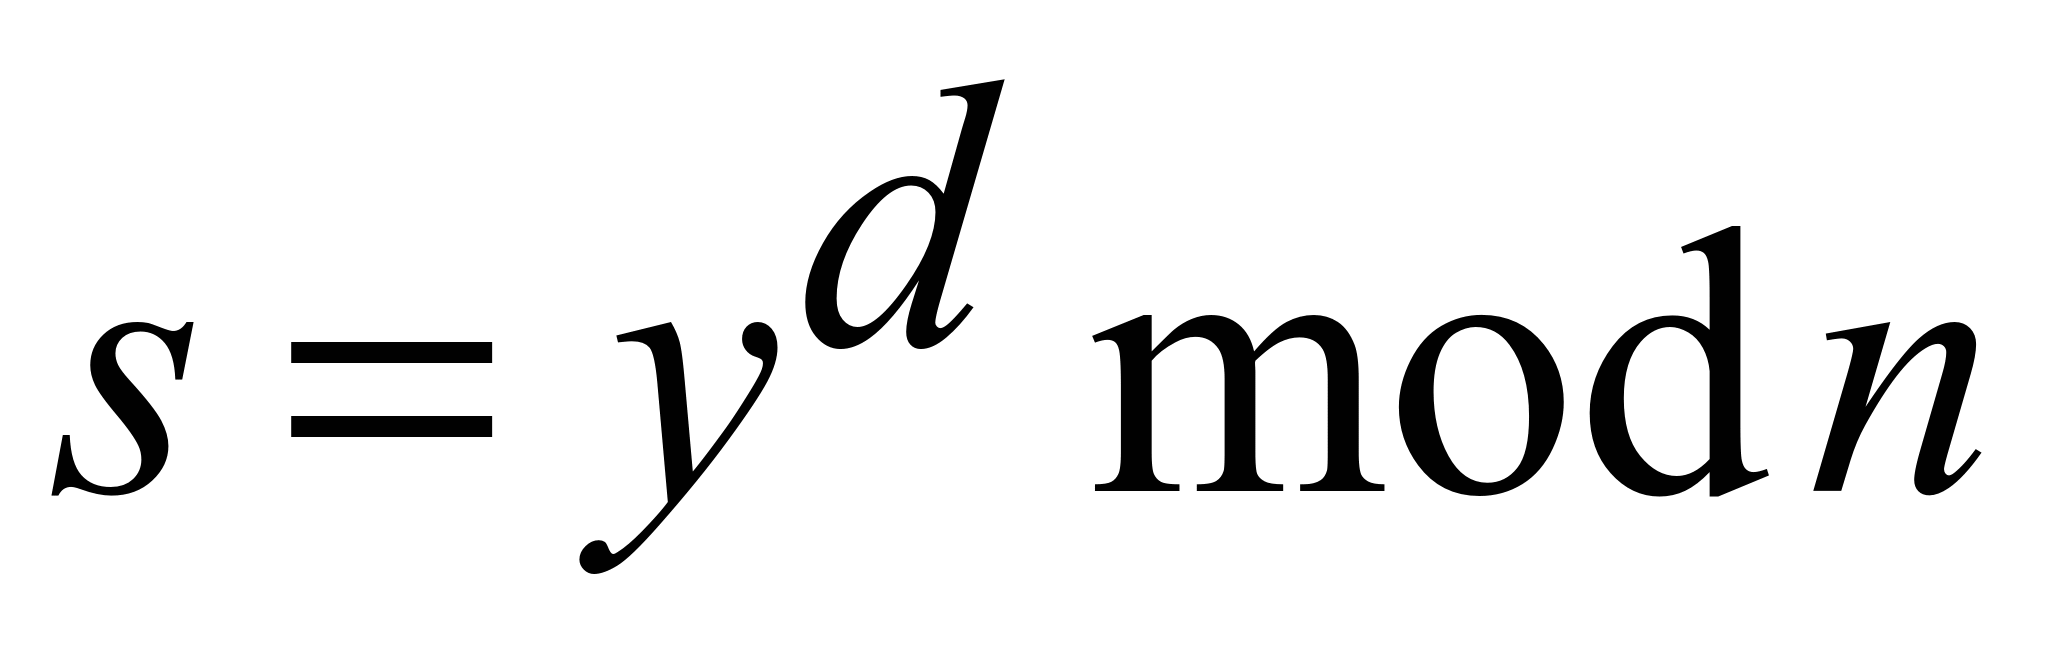 s = y^d mod n